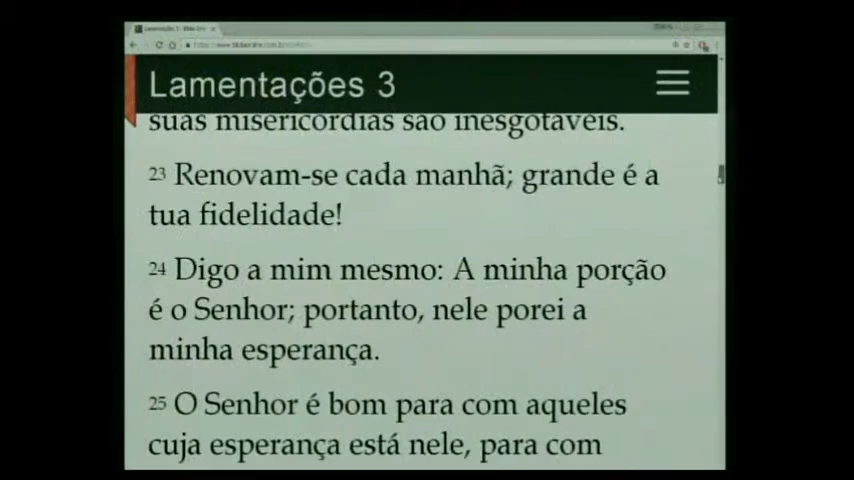 Lamentações 3
suas misericórdias são inesgotáveis.
23 Renovam-se cada manhã; grande é a
tua fidelidade!
24 Digo a mim mesmo: A minha porção
é o Senhor; portanto, nele porei a
minha esperança.
25 O Senhor é bom para com aqueles
cuja esperança está nele, para com